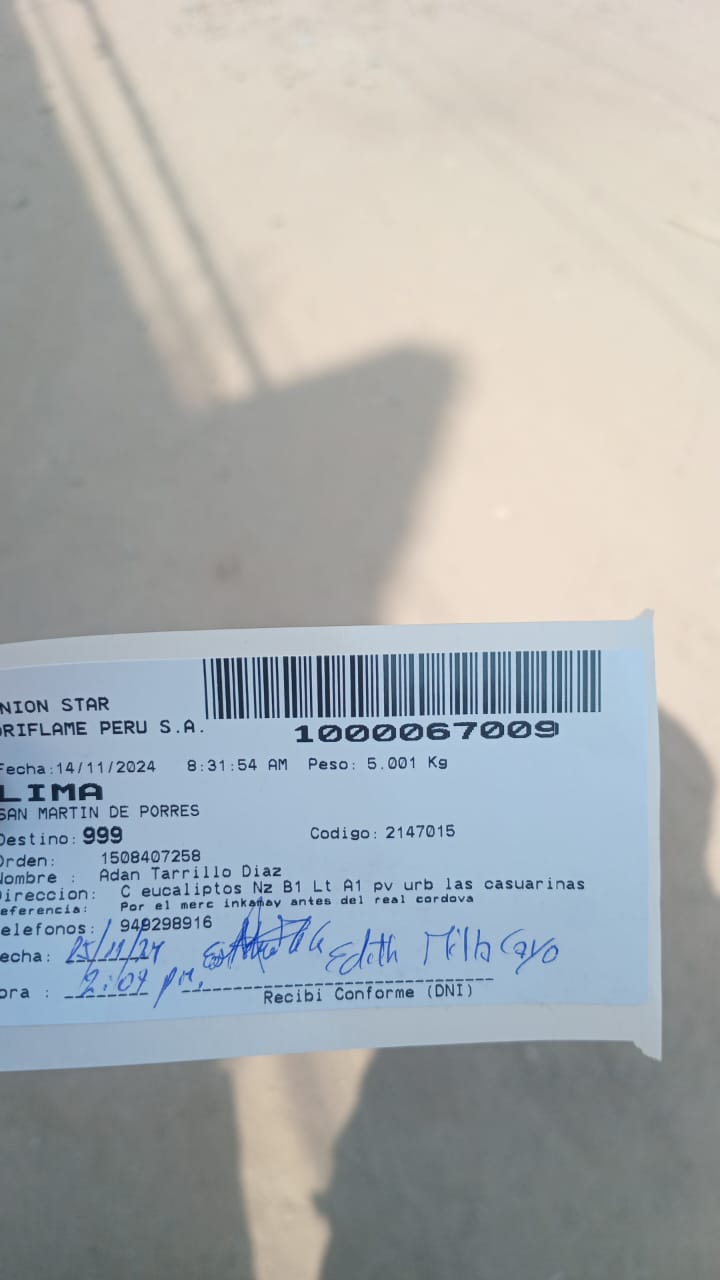 NION STAR
RIFLAME PERU S.A.
1000067009
Fecha:14/11/2024 8:31:54 AM Peso: 5.001 Kg
LIMA
SAN MARTIN DE PORRES
Destino: 999 Codigo: 2147015
Orden: 1508407258
Nombre : Adan Tarrillo Diaz
Direccion: C eucaliptos Nz B1 Lt A1 pv urb las casuarinas
eferencia: Por el merc inkamay antes del real cordova
elefonos: 949298916
echa: 15/11/24 Edith Milla Cayo
ora : 2:09 pm.
Recibi Conforme (DNI)